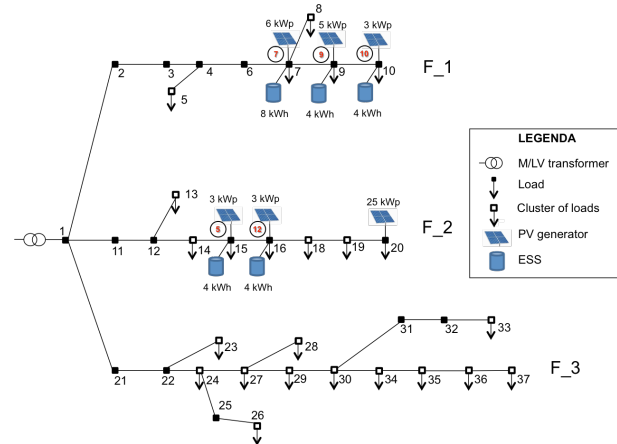 8
6 kWp
5 kWp
3 kWp
7
9
10
2
3
4
6
7
9
10
F_1
5
8 kWh
4 kWh
4 kWh
LEGENDA
M/LV transformer
Load
Cluster of loads
PV generator
ESS
13
3 kWp
3 kWp
25 kWp
F_2
1
5
12
11
12
14
15
16
18
19
20
4 kWh
4 kWh
31
32
33
23
28
F_3
21
22
24
27
29
30
34
35
36
37
25
26